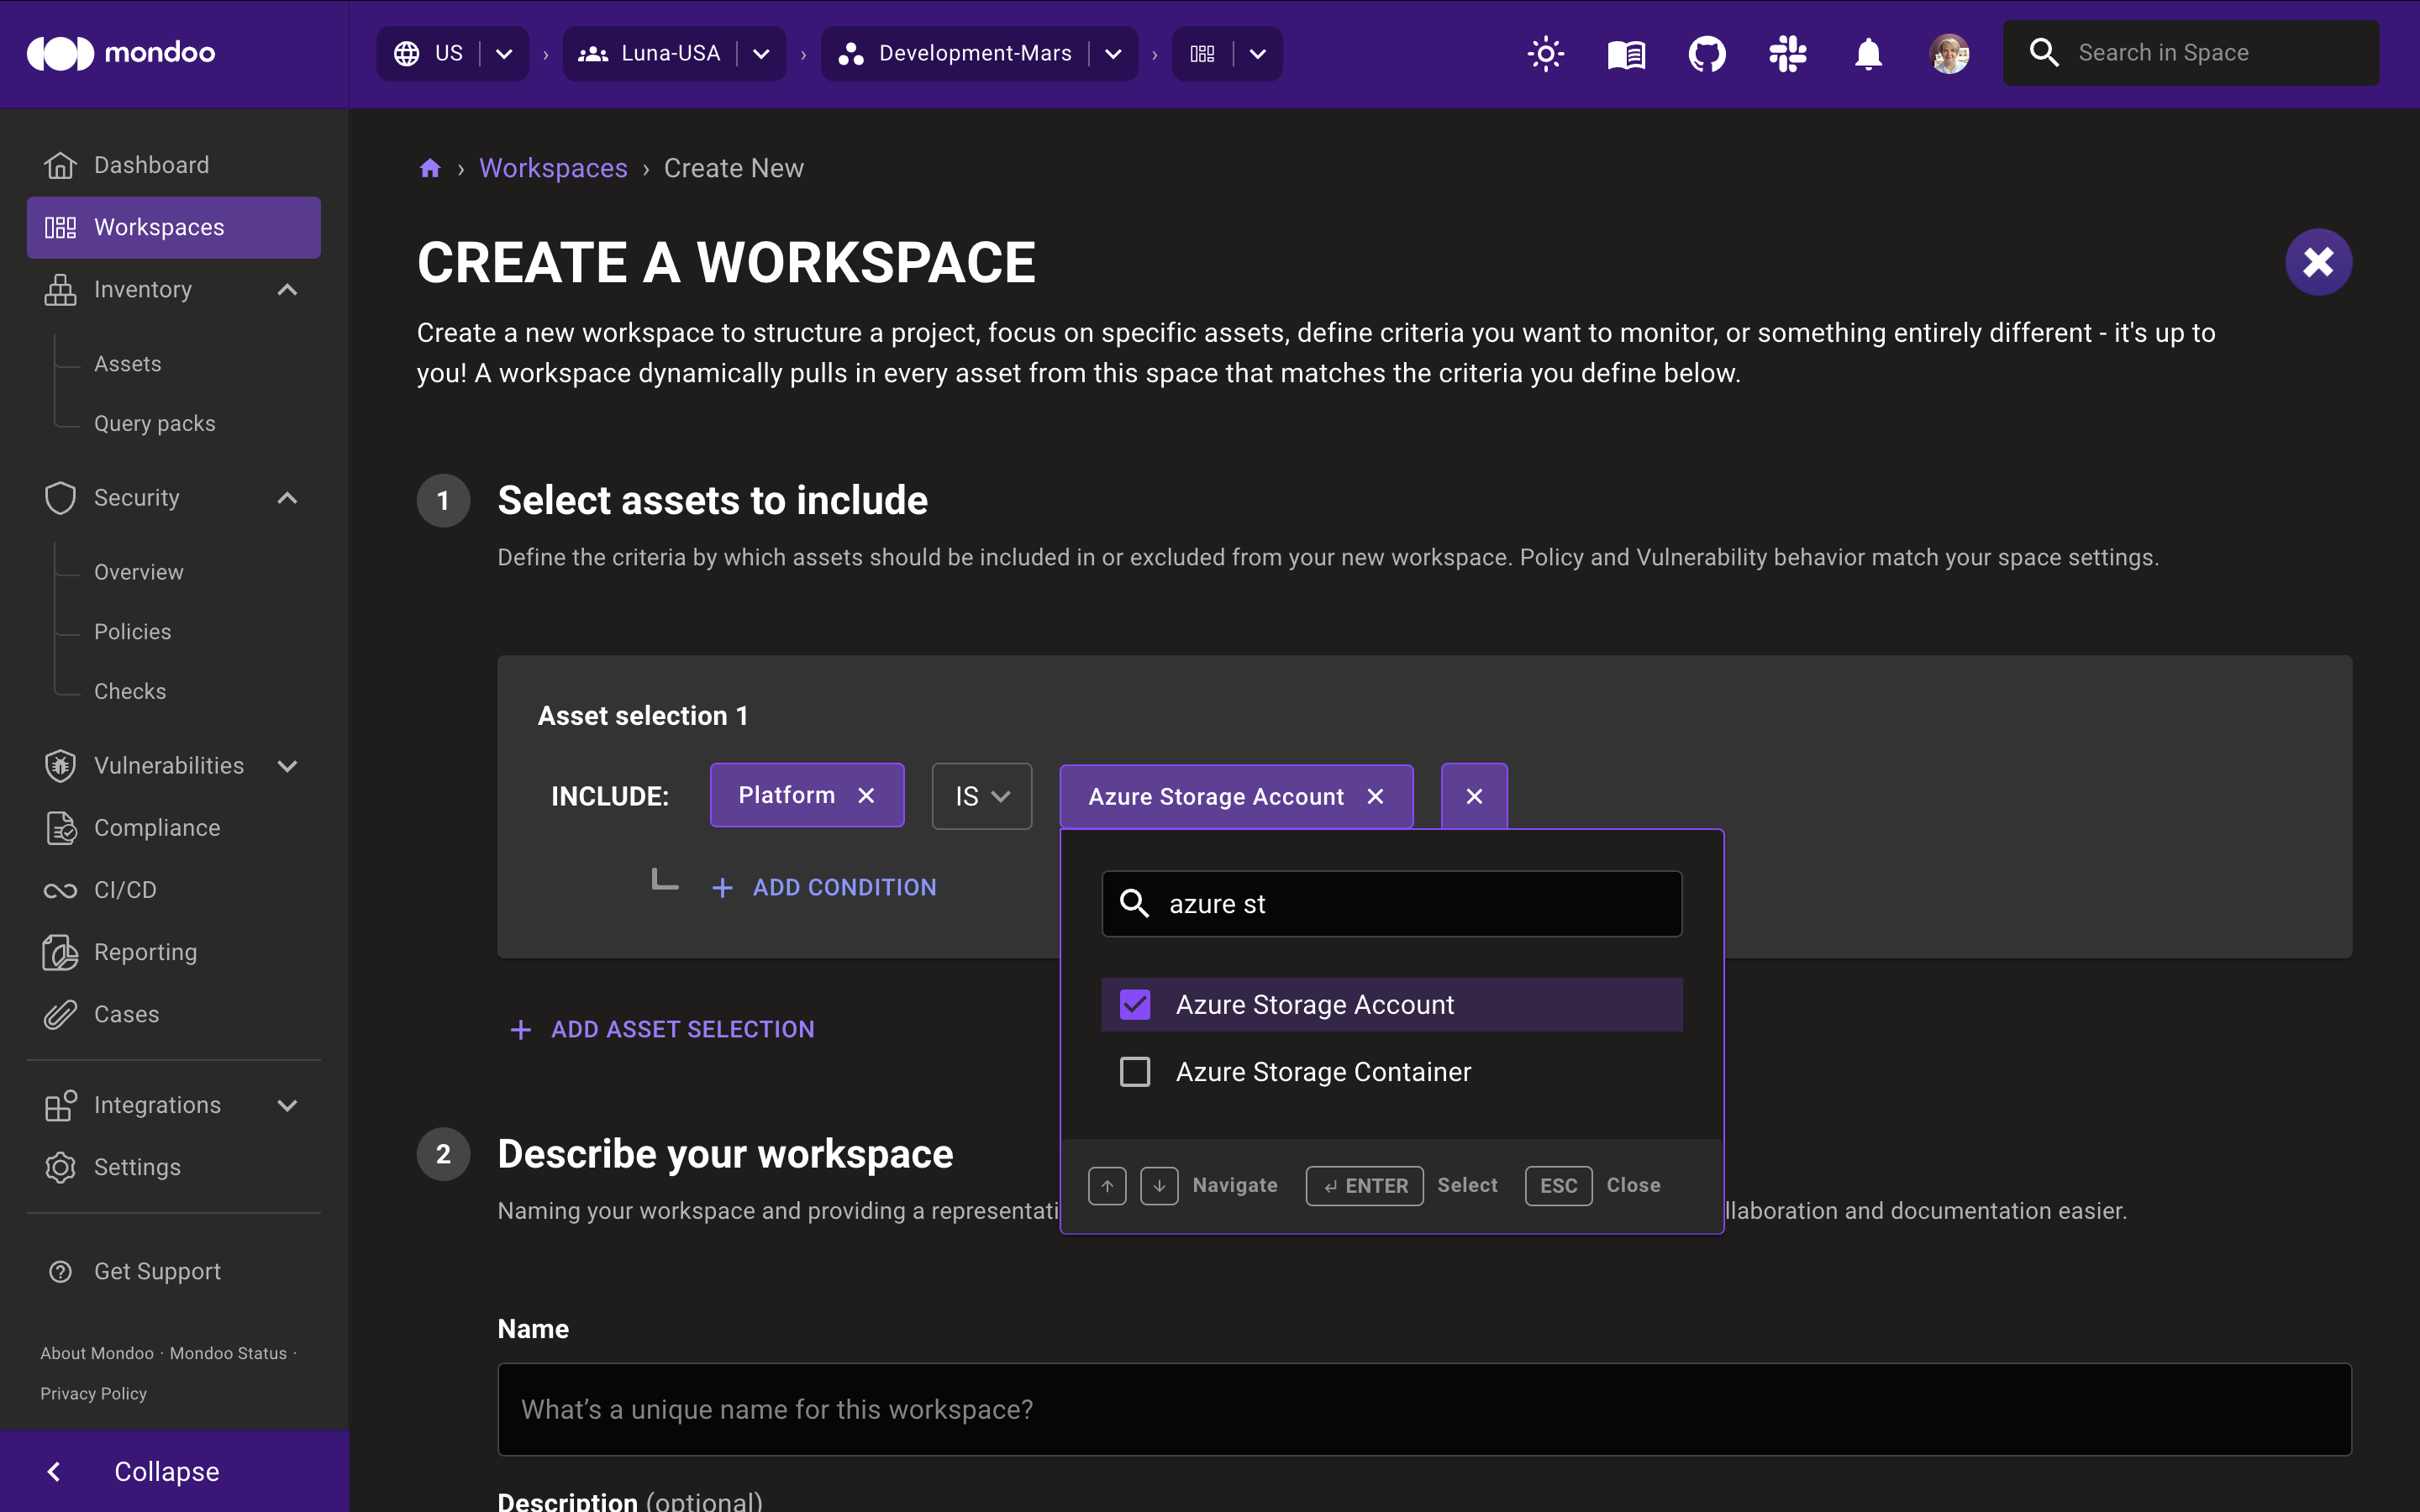 mondoo
US
Luna-USA
Development-Mars
Search in Space
Dashboard
Workspaces
Inventory
Assets
Query packs
Security
Overview
Policies
Checks
Vulnerabilities
Compliance
CI/CD
Reporting
Cases
Integrations
Settings
Get Support
About Mondoo · Mondoo Status ·
Privacy Policy
Collapse
› Workspaces › Create New
CREATE A WORKSPACE
Create a new workspace to structure a project, focus on specific assets, define criteria you want to monitor, or something entirely different - it's up to
you! A workspace dynamically pulls in every asset from this space that matches the criteria you define below.
1 Select assets to include
Define the criteria by which assets should be included in or excluded from your new workspace. Policy and Vulnerability behavior match your space settings.
Asset selection 1
INCLUDE: Platform IS Azure Storage Account
+ ADD CONDITION
azure st
Azure Storage Account
Azure Storage Container
↑ ↓ Navigate ↵ ENTER Select ESC Close
+ ADD ASSET SELECTION
2 Describe your workspace
Naming your workspace and providing a representati
llaboration and documentation easier.
Name
What's a unique name for this workspace?
Description (optional)